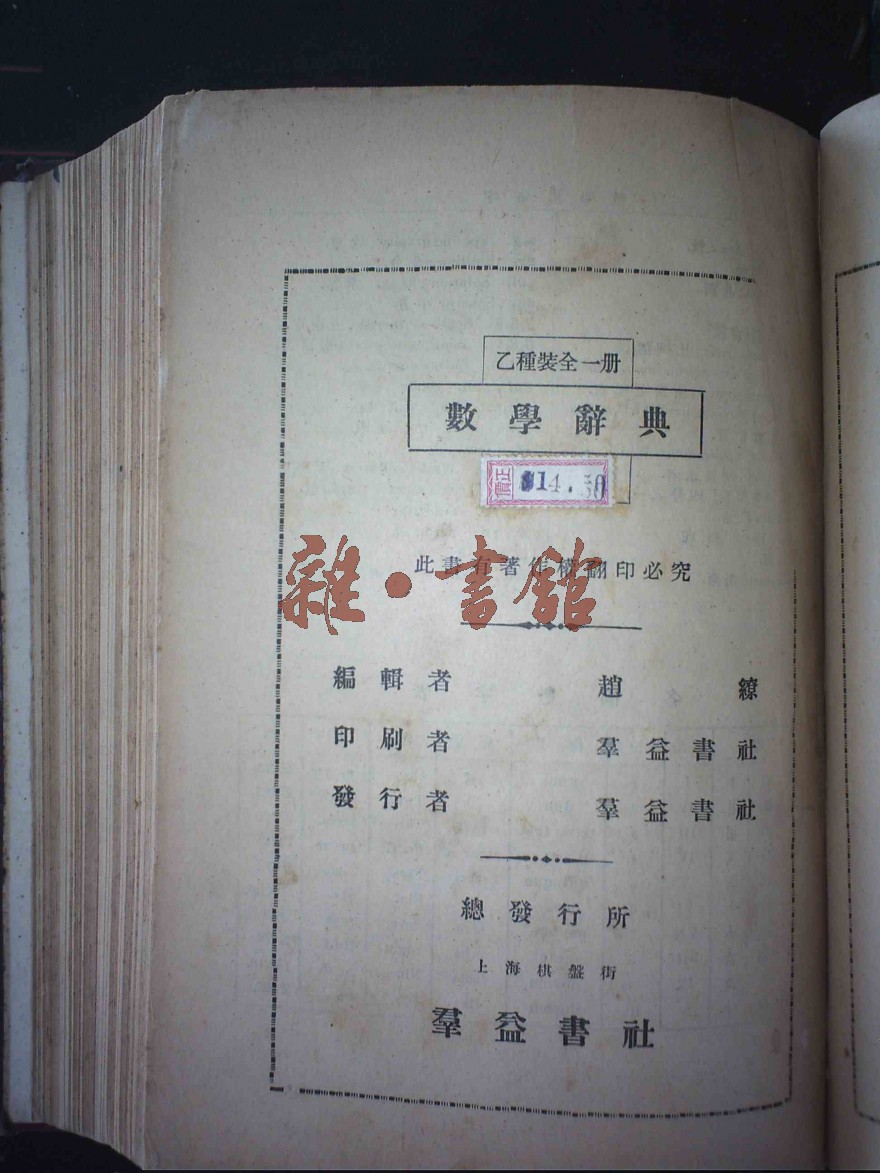 乙種裝全一册
數學辭典
$14.50
此書有著作權翻印必究
雜·書館
編輯者 趙繚
印刷者 羣益書社
發行者 羣益書社
總發行所
上海棋盤街
羣益書社